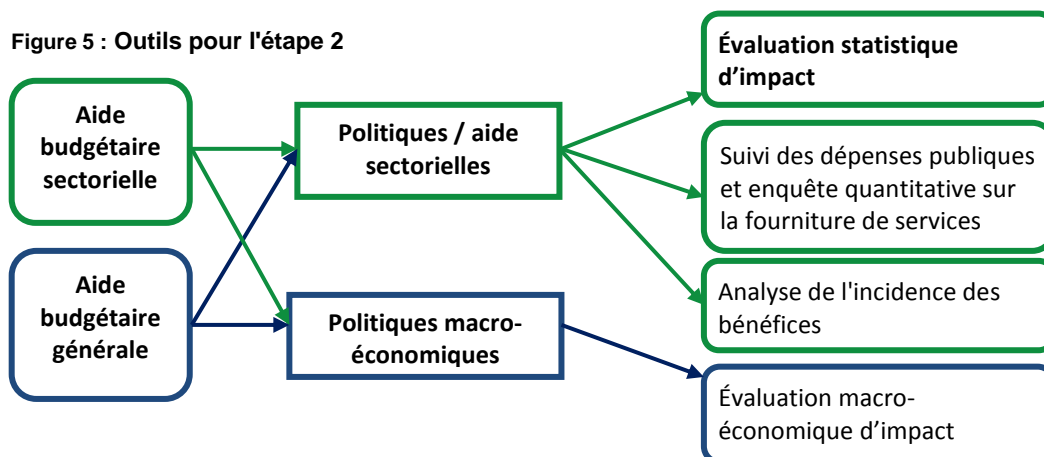 Figure 5 : Outils pour l'étape 2
Aide
budgétaire
sectorielle
Aide
budgétaire
générale
Politiques / aide
sectorielles
Politiques macro-
économiques
Évaluation statistique
d’impact
Suivi des dépenses publiques
et enquête quantitative sur
la fourniture de services
Analyse de l'incidence des
bénéfices
Évaluation macro-
économique d’impact